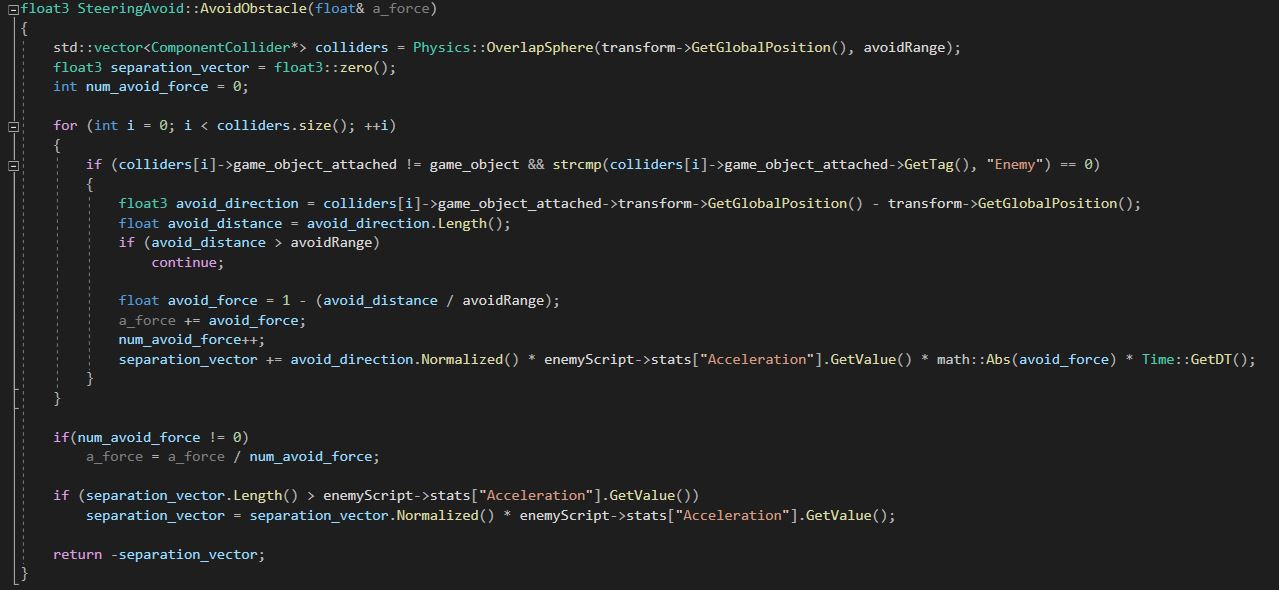 float3 SteeringAvoid::AvoidObstacle(float& a_force)
{
    std::vector<ComponentCollider*> colliders = Physics::OverlapSphere(transform->GetGlobalPosition(), avoidRange);
    float3 separation_vector = float3::zero();
    int num_avoid_force = 0;

    for (int i = 0; i < colliders.size(); ++i)
    {
        if (colliders[i]->game_object_attached != game_object && strcmp(colliders[i]->game_object_attached->GetTag(), "Enemy") == 0)
        {
            float3 avoid_direction = colliders[i]->game_object_attached->transform->GetGlobalPosition() - transform->GetGlobalPosition();
            float avoid_distance = avoid_direction.Length();
            if (avoid_distance > avoidRange)
                continue;

            float avoid_force = 1 - (avoid_distance / avoidRange);
            a_force += avoid_force;
            num_avoid_force++;
            separation_vector += avoid_direction.Normalized() * enemyScript->stats["Acceleration"].GetValue() * math::Abs(avoid_force) * Time::GetDT();
        }
    }

    if(num_avoid_force != 0)
        a_force = a_force / num_avoid_force;

    if (separation_vector.Length() > enemyScript->stats["Acceleration"].GetValue())
        separation_vector = separation_vector.Normalized() * enemyScript->stats["Acceleration"].GetValue();

    return -separation_vector;
}